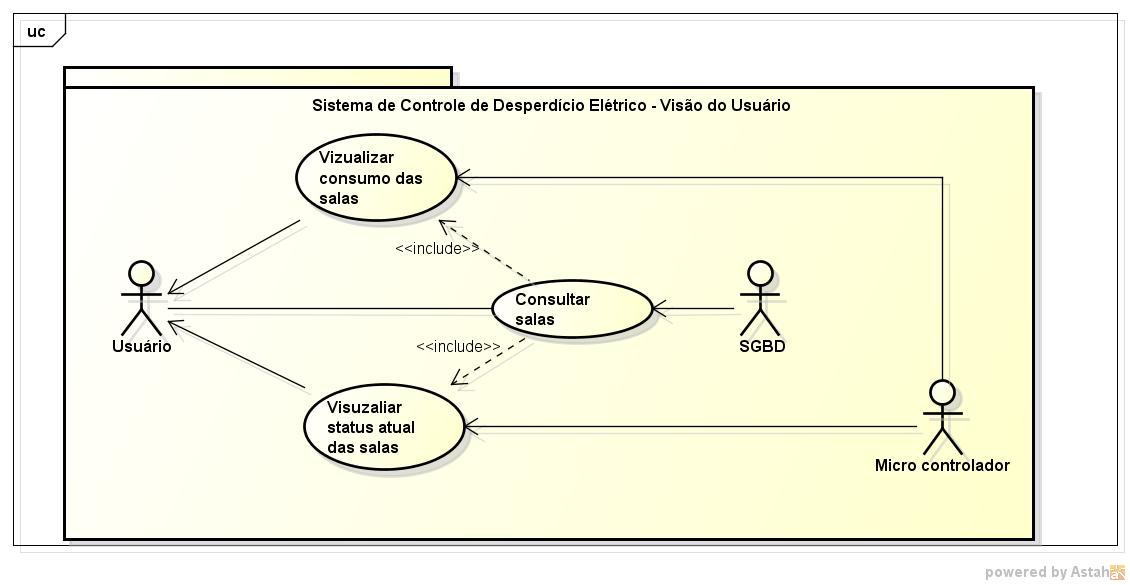 uc
Sistema de Controle de Desperdício Elétrico - Visão do Usuário
Vizualizar
consumo das
salas
<<include>>
Consultar
salas
Usuário
SGBD
<<include>>
Visuzaliar
status atual
das salas
Micro controlador
powered by Astah